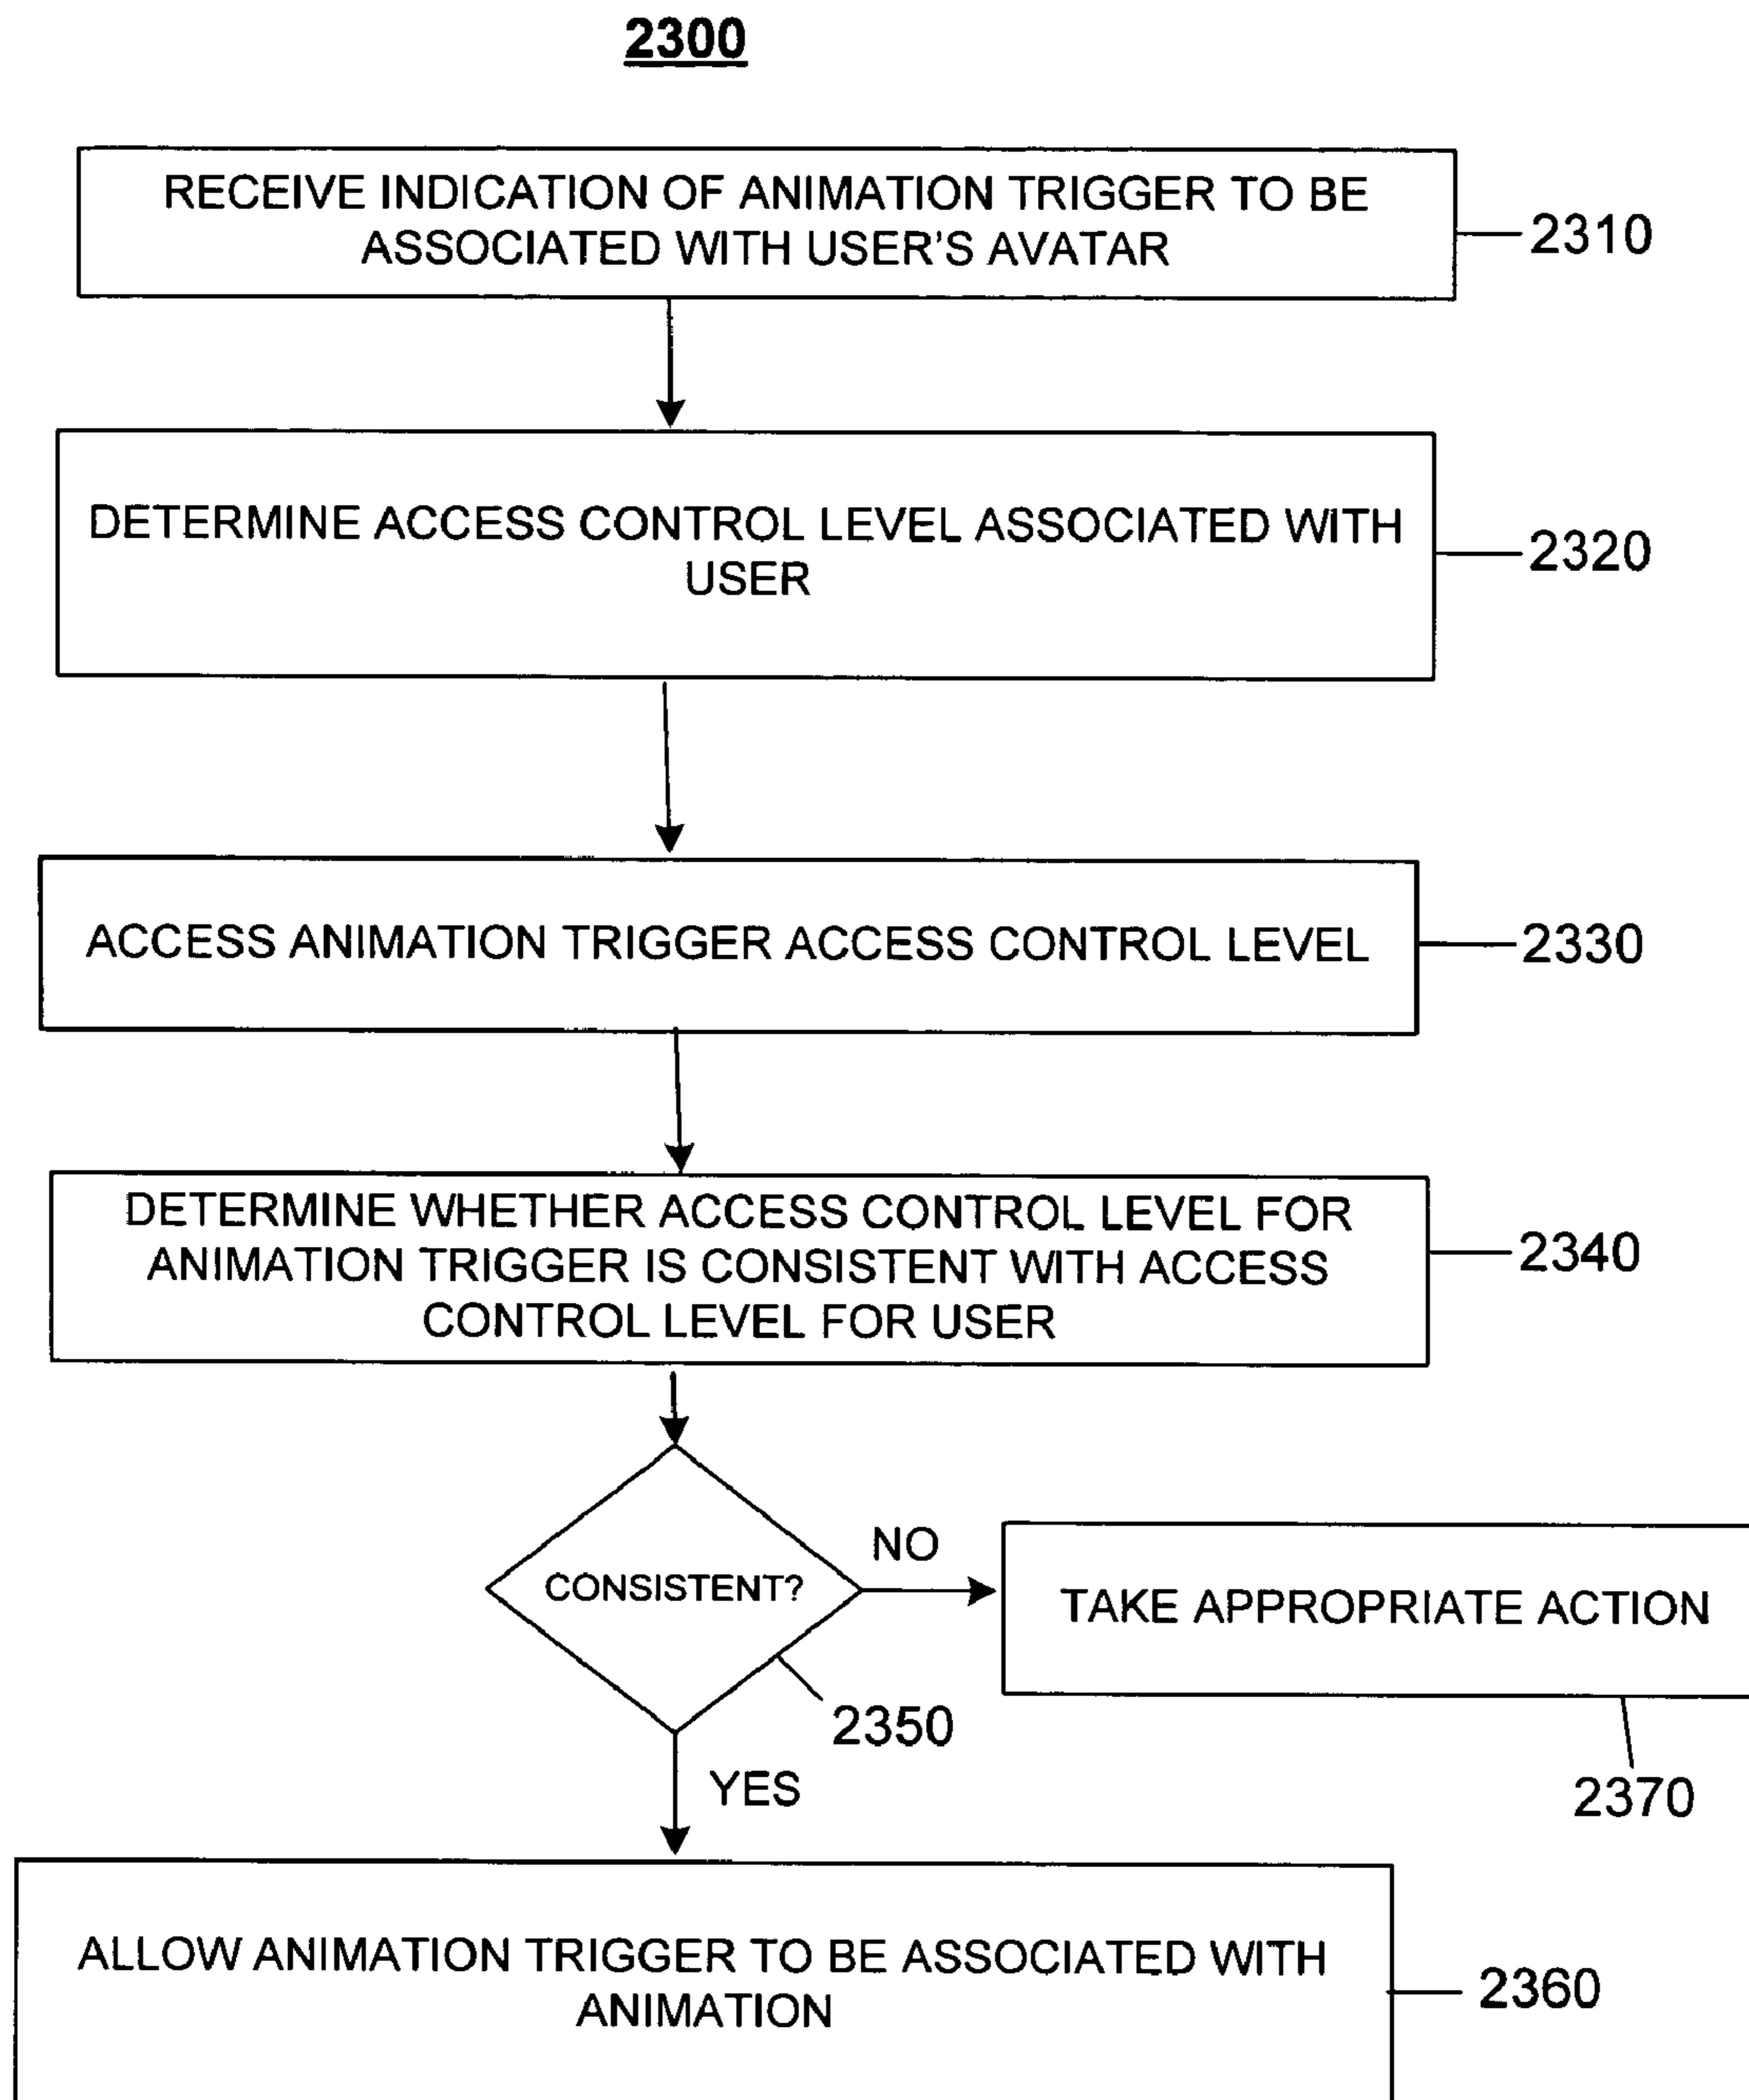 2300
RECEIVE INDICATION OF ANIMATION TRIGGER TO BE
ASSOCIATED WITH USER'S AVATAR
2310
DETERMINE ACCESS CONTROL LEVEL ASSOCIATED WITH
USER
2320
ACCESS ANIMATION TRIGGER ACCESS CONTROL LEVEL
2330
DETERMINE WHETHER ACCESS CONTROL LEVEL FOR
ANIMATION TRIGGER IS CONSISTENT WITH ACCESS
CONTROL LEVEL FOR USER
2340
CONSISTENT?
NO
TAKE APPROPRIATE ACTION
2350
2370
YES
ALLOW ANIMATION TRIGGER TO BE ASSOCIATED WITH
ANIMATION
2360